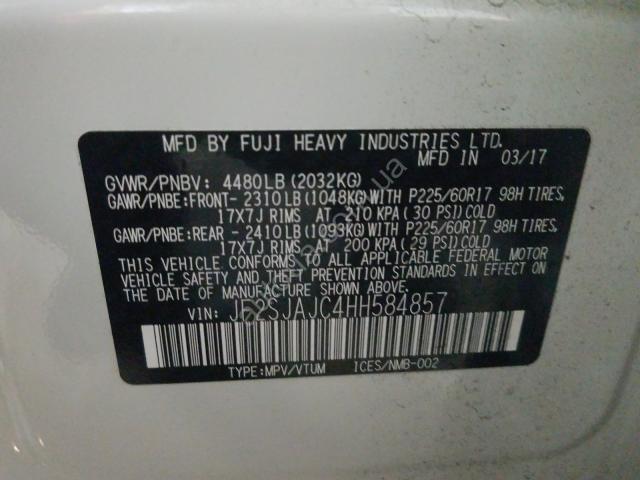 MFD BY FUJI HEAVY INDUSTRIES LTD.
MFD IN 03/17
GVWR/PNBV: 4480LB(2032KG)
GAWR/PNBE:FRONT- 2310LB(1048KG)WITH P225/60R17 98H TIRES,
17X7J RIMS AT 210 KPA(30 PSI)COLD
GAWR/PNBE:REAR - 2410LB(1093KG)WITH P225/60R17 98H TIRES,
17X7J RIMS AT 200 KPA(29 PSI)COLD
THIS VEHICLE CONFORMS TO ALL APPLICABLE FEDERAL MOTOR
VEHICLE SAFETY AND THEFT PREVENTION STANDARDS IN EFFECT
ON THE DATE OF MANUFACTURE SHOWN ABOVE.
VIN: JF2SJAJC4HH584857
TYPE:MPV/VTUM ICES/NMB-002